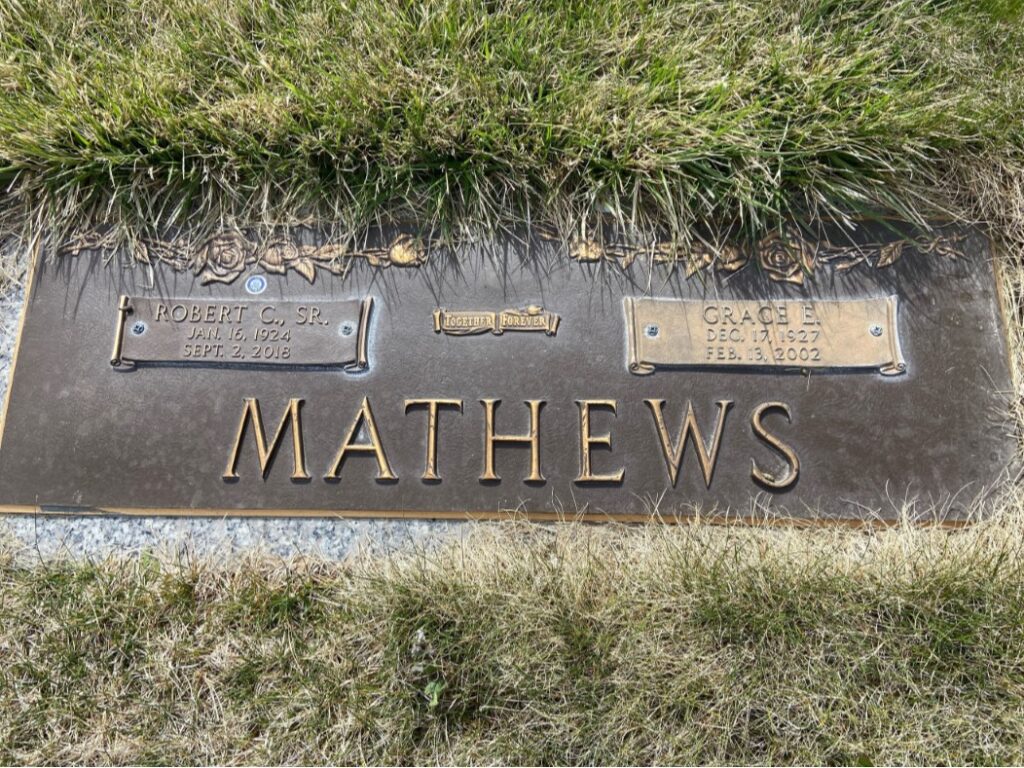 ROBERT C., SR.
JAN. 16, 1924
SEPT. 2, 2018
TOGETHER FOREVER
GRACE E.
DEC. 17, 1927
FEB. 13, 2002
MATHEWS